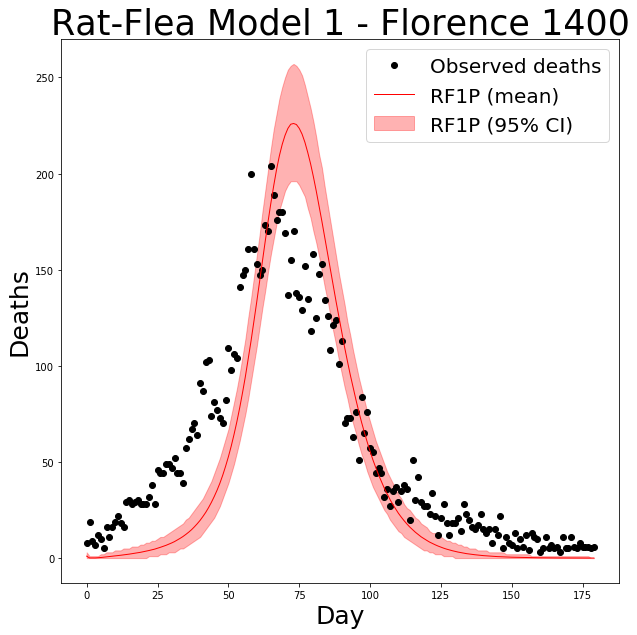 Rat-Flea Model 1 - Florence 1400
Observed deaths
RF1P (mean)
RF1P (95% CI)
Deaths
250
200
150
100
50
0
0 25 50 75 100 125 150 175
Day